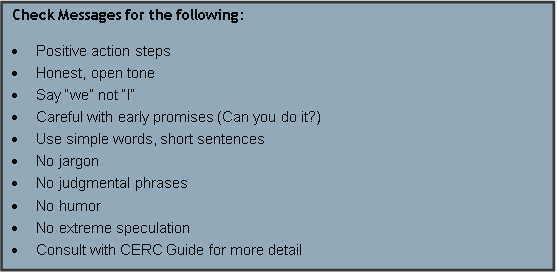 Check Messages for the following:
• Positive action steps
• Honest, open tone
• Say "we" not "I"
• Careful with early promises (Can you do it?)
• Use simple words, short sentences
• No jargon
• No judgmental phrases
• No humor
• No extreme speculation
• Consult with CERC Guide for more detail